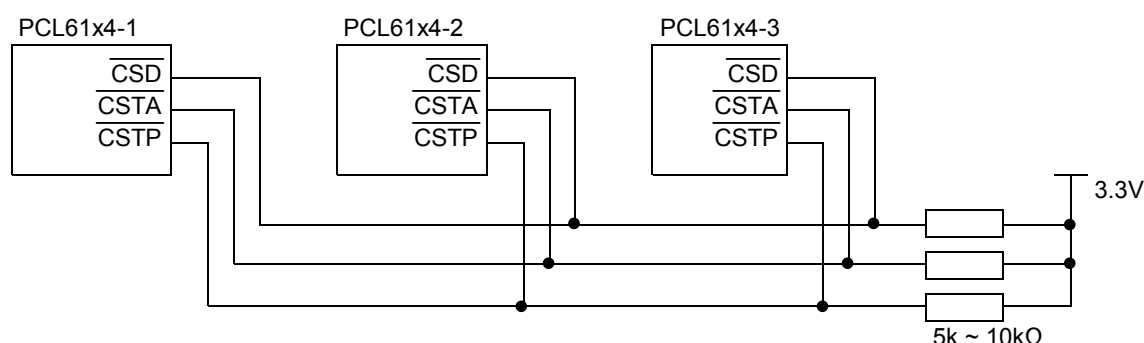 PCL61x4-1
PCL61x4-2
PCL61x4-3
CSD
CSTA
CSTP
CSD
CSTA
CSTP
CSD
CSTA
CSTP
3.3V
5k ~ 10kΩ